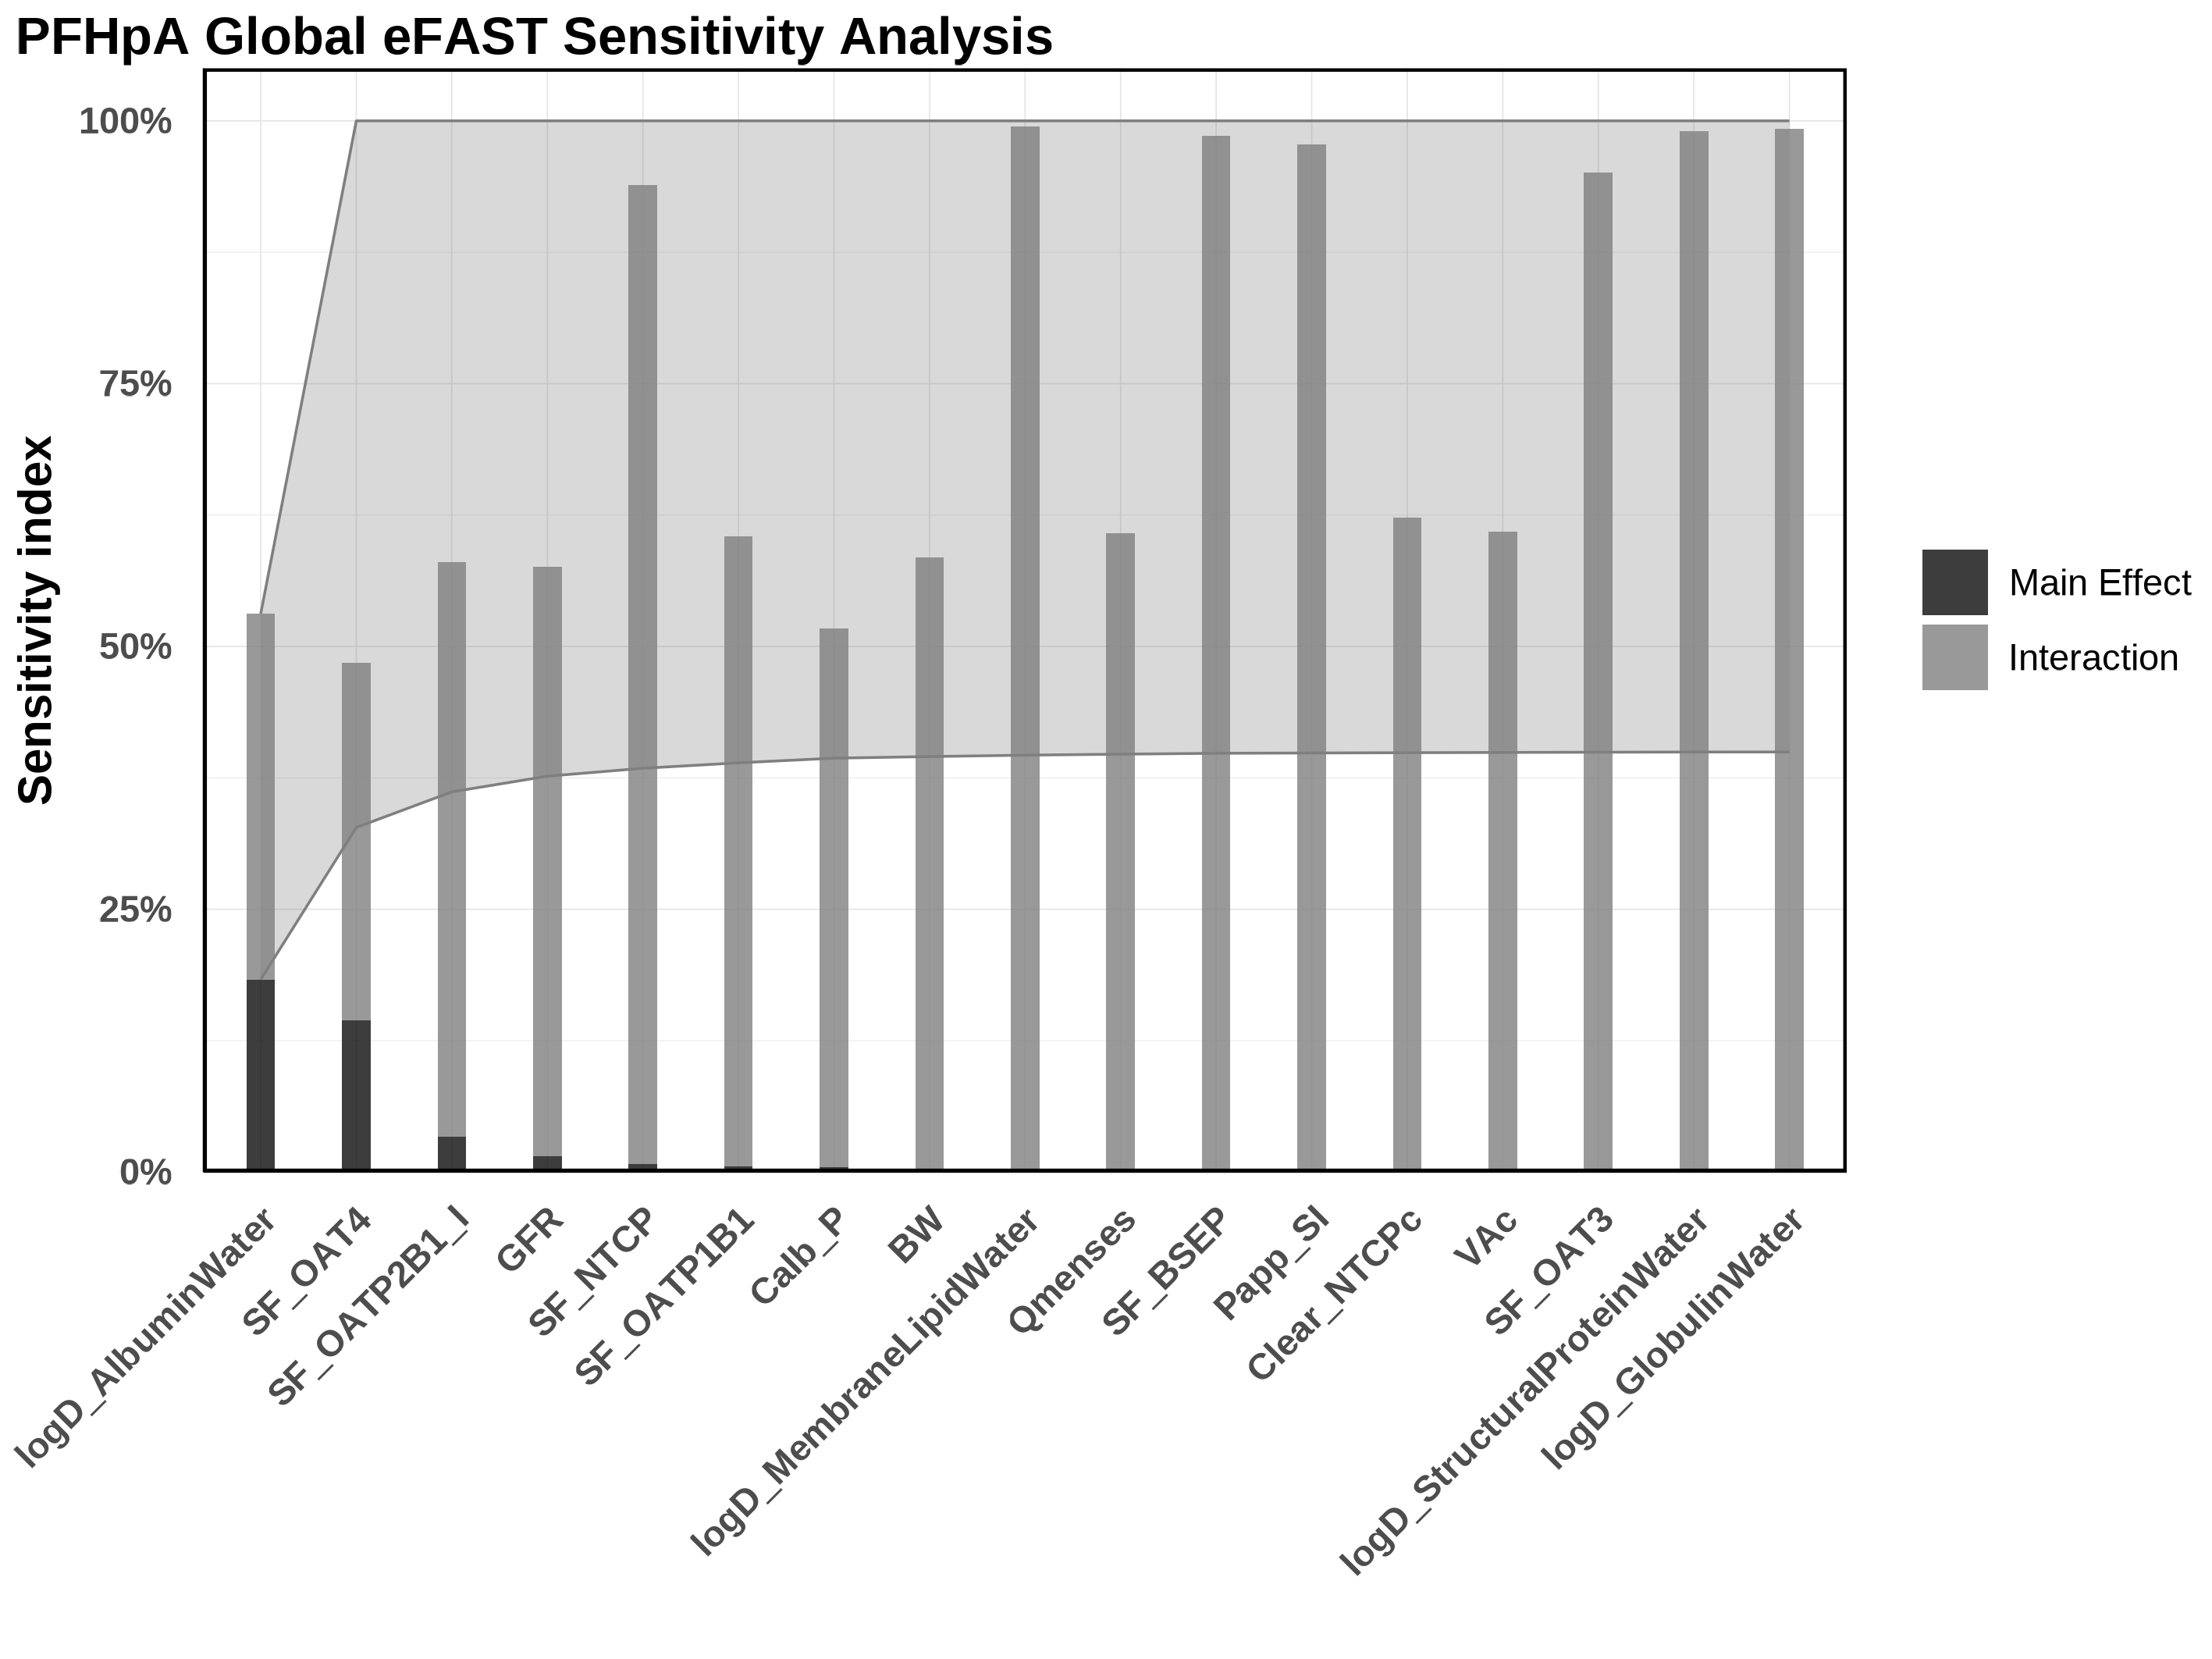 PFHpA Global eFAST Sensitivity Analysis
100%
75%
50%
25%
0%
Sensitivity index
logD_AlbuminWater
SF_OAT4
SF_OATP2B1_I
GFR
SF_NTCP
SF_OATP1B1
Calb_P
BW
logD_MembraneLipidWater
Qmenses
SF_BSEP
Papp_SI
Clear_NTCPc
VAc
SF_OAT3
logD_StructuralProteinWater
logD_GlobulinWater
Main Effect
Interaction